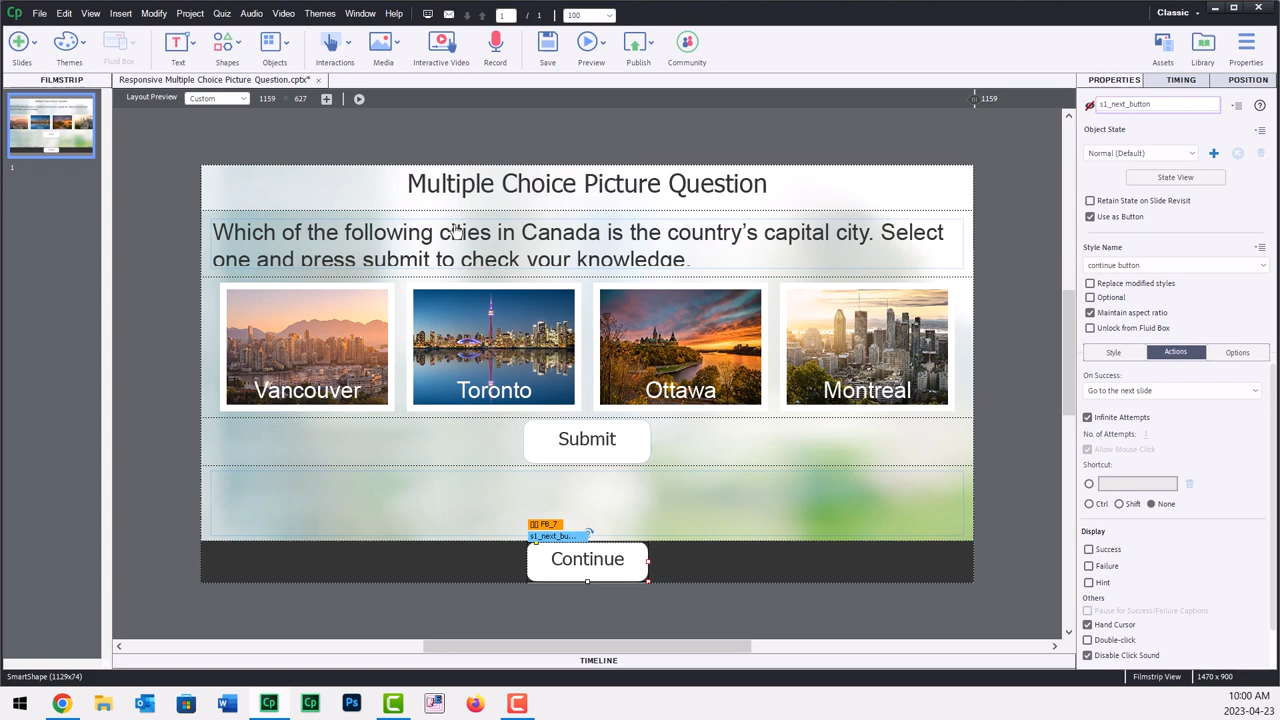 Cp File Edit View Insert Modify Project Quiz Audio Video Themes Window Help 1 / 1 100 Classic
Slides Themes Fluid Box Text Shapes Objects Interactions Media Interactive Video Record Save Preview Publish Community Assets Library Properties
FILMSTRIP Responsive Multiple Choice Picture Question.cptx* PROPERTIES TIMING POSITION
Layout Preview Custom 1159 627 1159
1
Multiple Choice Picture Question
Which of the following cities in Canada is the country’s capital city. Select
one and press submit to check your knowledge.
Vancouver Toronto Ottawa Montreal
Submit
FB_7
s1_next_bu...
Continue
s1_next_button
Object State
Normal (Default)
State View
Retain State on Slide Revisit
Use as Button
Style Name
continue button
Replace modified styles
Optional
Maintain aspect ratio
Unlock from Fluid Box
Style Actions Options
On Success:
Go to the next slide
Infinite Attempts
No. of Attempts: 1
Allow Mouse Click
Shortcut:
Ctrl Shift None
Display
Success
Failure
Hint
Others
Pause for Success/Failure Captions
Hand Cursor
Double-click
Disable Click Sound
TIMELINE
SmartShape (1129x74) Filmstrip View 1470 x 900
10:00 AM
2023-04-23